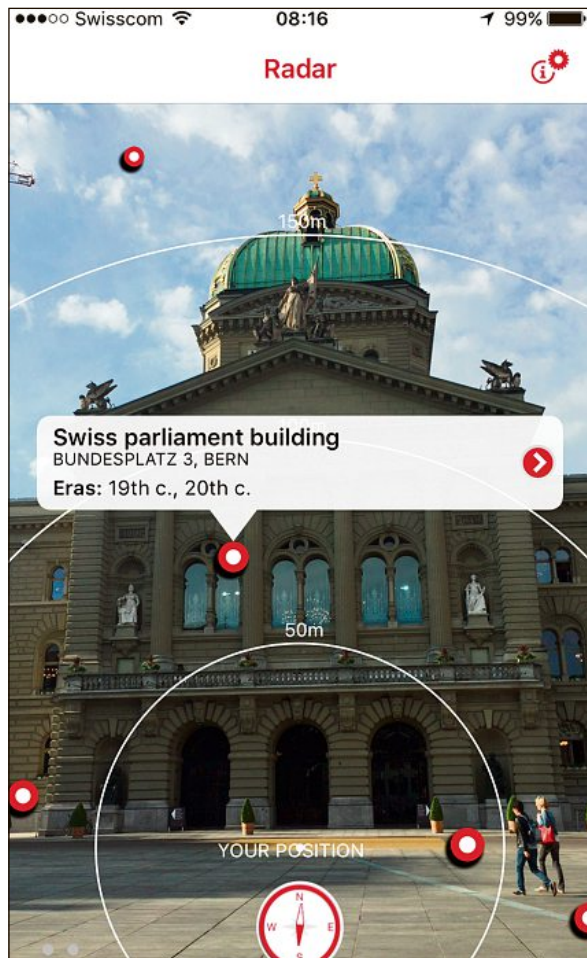 Swisscom
08:16
99%
Radar
i
150m
Swiss parliament building
BUNDESPLATZ 3, BERN
Eras: 19th c., 20th c.
50m
YOUR POSITION
N
W E
S